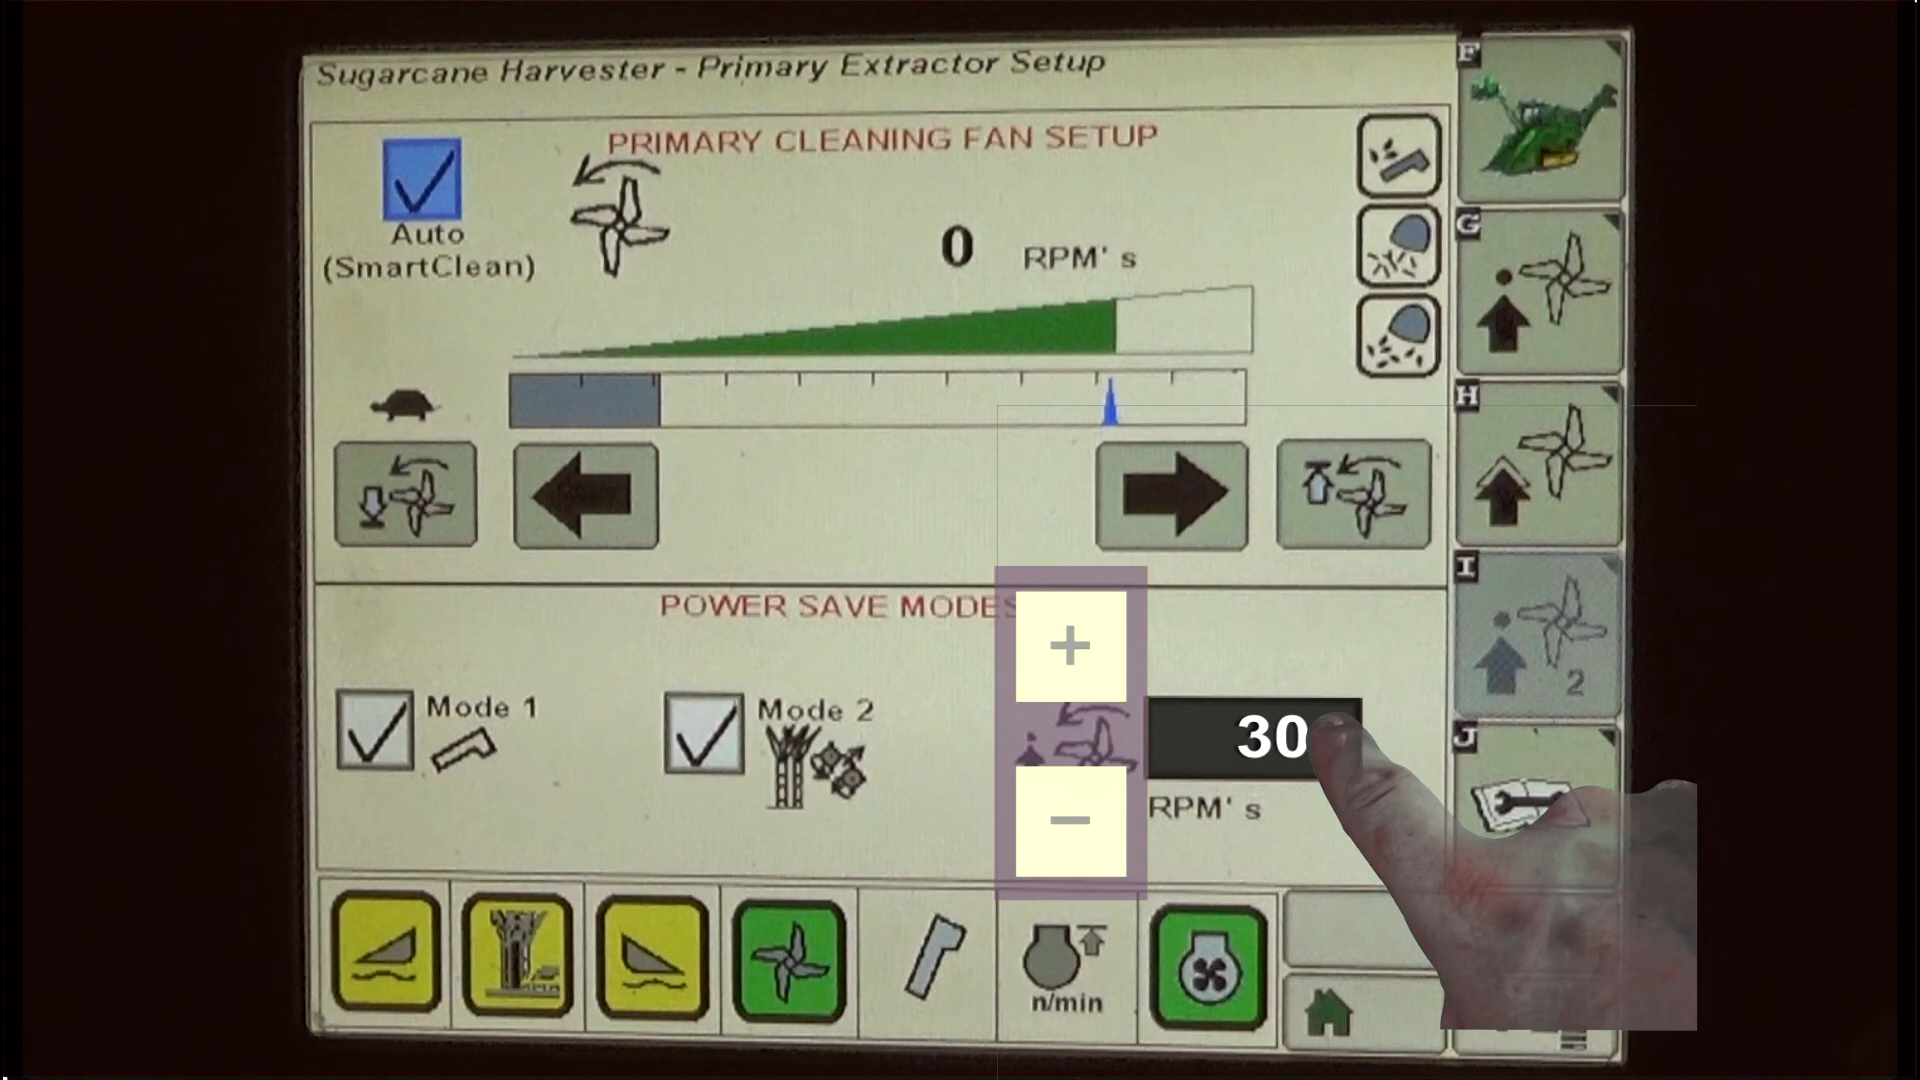 Sugarcane Harvester - Primary Extractor Setup
F
PRIMARY CLEANING FAN SETUP
Auto
(SmartClean)
0 RPM' s
G
H
I
2
POWER SAVE MODES
Mode 1
Mode 2
+
30
−
RPM' s
J
n/min